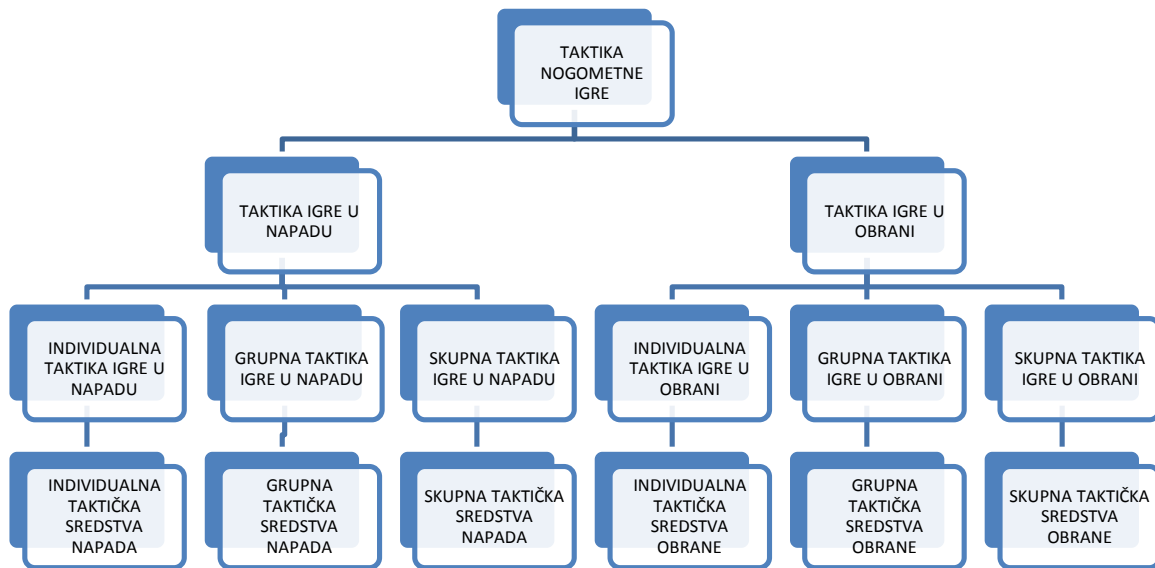 TAKTIKA
NOGOMETNE
IGRE
TAKTIKA IGRE U
NAPADU
TAKTIKA IGRE U
OBRANI
INDIVIDUALNA
TAKTIKA IGRE U
NAPADU
GRUPNA TAKTIKA
IGRE U NAPADU
SKUPNA TAKTIKA
IGRE U NAPADU
INDIVIDUALNA
TAKTIKA IGRE U
OBRANI
GRUPNA TAKTIKA
IGRE U OBRANI
SKUPNA TAKTIKA
IGRE U OBRANI
INDIVIDUALNA
TAKTIČKA
SREDSTVA
NAPADA
GRUPNA
TAKTIČKA
SREDSTVA
NAPADA
SKUPNA TAKTIČKA
SREDSTVA
NAPADA
INDIVIDUALNA
TAKTIČKA
SREDSTVA
OBRANE
GRUPNA
TAKTIČKA
SREDSTVA
OBRANE
SKUPNA TAKTIČKA
SREDSTVA
OBRANE